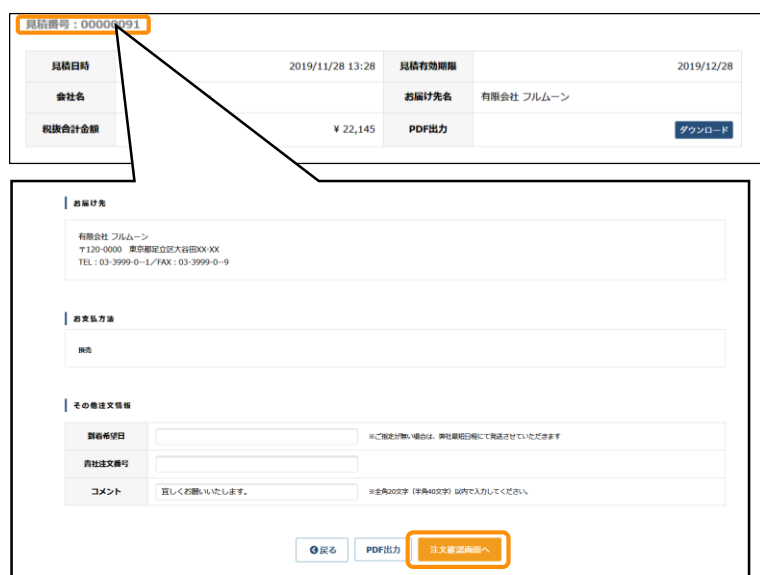 見積番号：00000091
見積日時 2019/11/28 13:28 見積有効期限 2019/12/28
会社名 お届け先名 有限会社 フルムーン
税抜合計金額 ¥ 22,145 PDF出力 ダウンロード
お届け先
有限会社 フルムーン
〒120-0000 東京都足立区大谷田XX-XX
TEL：03-3999-0--1／FAX：03-3999-0--9
お支払方法
掛売
その他注文情報
到着希望日 ※ご指定が無い場合は、弊社最短日程にて発送させていただきます
貴社注文番号
コメント 宜しくお願いいたします。 ※全角20文字（半角40文字）以内で入力してください。
戻る PDF出力 注文確認画面へ